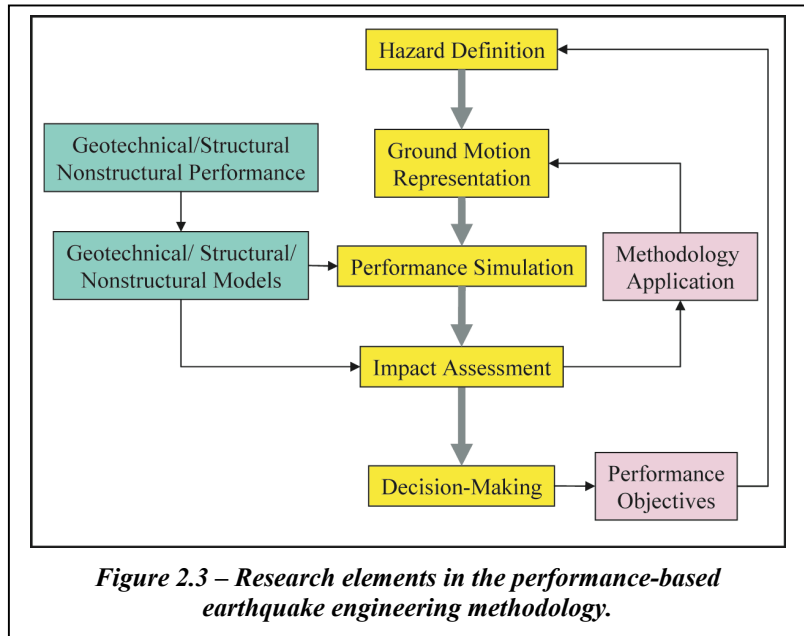 Hazard Definition
Geotechnical/Structural
Nonstructural Performance
Ground Motion
Representation
Geotechnical/ Structural/
Nonstructural Models
Performance Simulation
Methodology
Application
Impact Assessment
Decision-Making
Performance
Objectives
Figure 2.3 – Research elements in the performance-based
earthquake engineering methodology.